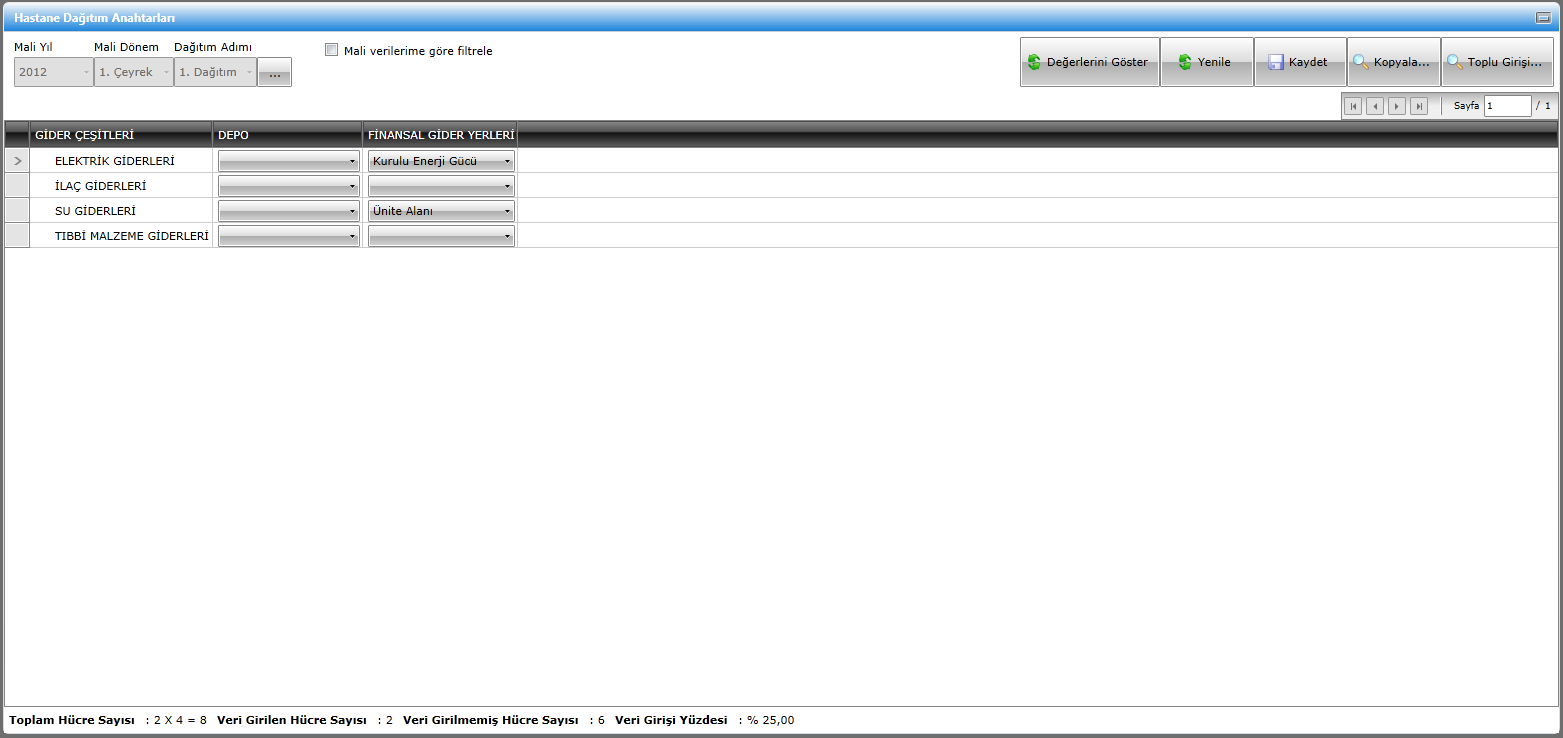 Hastane Dağıtım Anahtarları
Mali Yıl Mali Dönem Dağıtım Adımı
Mali verilerime göre filtrele
2012 1. Çeyrek 1. Dağıtım ...
Değerlerini Göster Yenile Kaydet Kopyala... Toplu Girişi...
Sayfa 1 / 1
GİDER ÇEŞİTLERİ DEPO FİNANSAL GİDER YERLERİ
ELEKTRİK GİDERLERİ Kurulu Enerji Gücü
İLAÇ GİDERLERİ
SU GİDERLERİ Ünite Alanı
TIBBİ MALZEME GİDERLERİ
Toplam Hücre Sayısı : 2 X 4 = 8 Veri Girilen Hücre Sayısı : 2 Veri Girilmemiş Hücre Sayısı : 6 Veri Girişi Yüzdesi : % 25,00